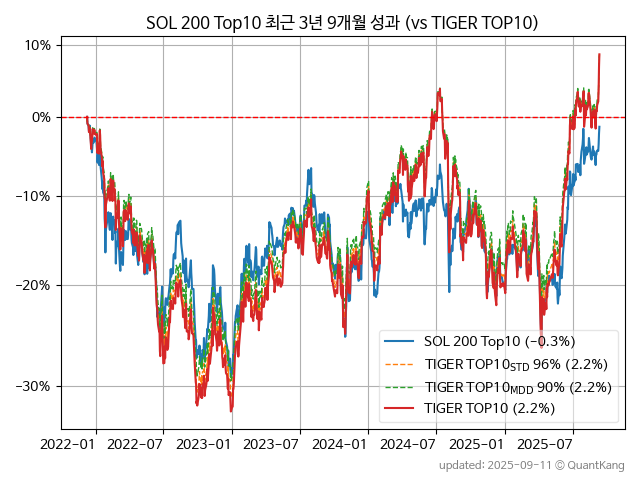 SOL 200 Top10 최근 3년 9개월 성과 (vs TIGER TOP10)
10%
0%
−10%
−20%
−30%
SOL 200 Top10 (−0.3%)
TIGER TOP10STD 96% (2.2%)
TIGER TOP10MDD 90% (2.2%)
TIGER TOP10 (2.2%)
2022−01 2022−07 2023−01 2023−07 2024−01 2024−07 2025−01 2025−07
updated: 2025−09−11 © QuantKang